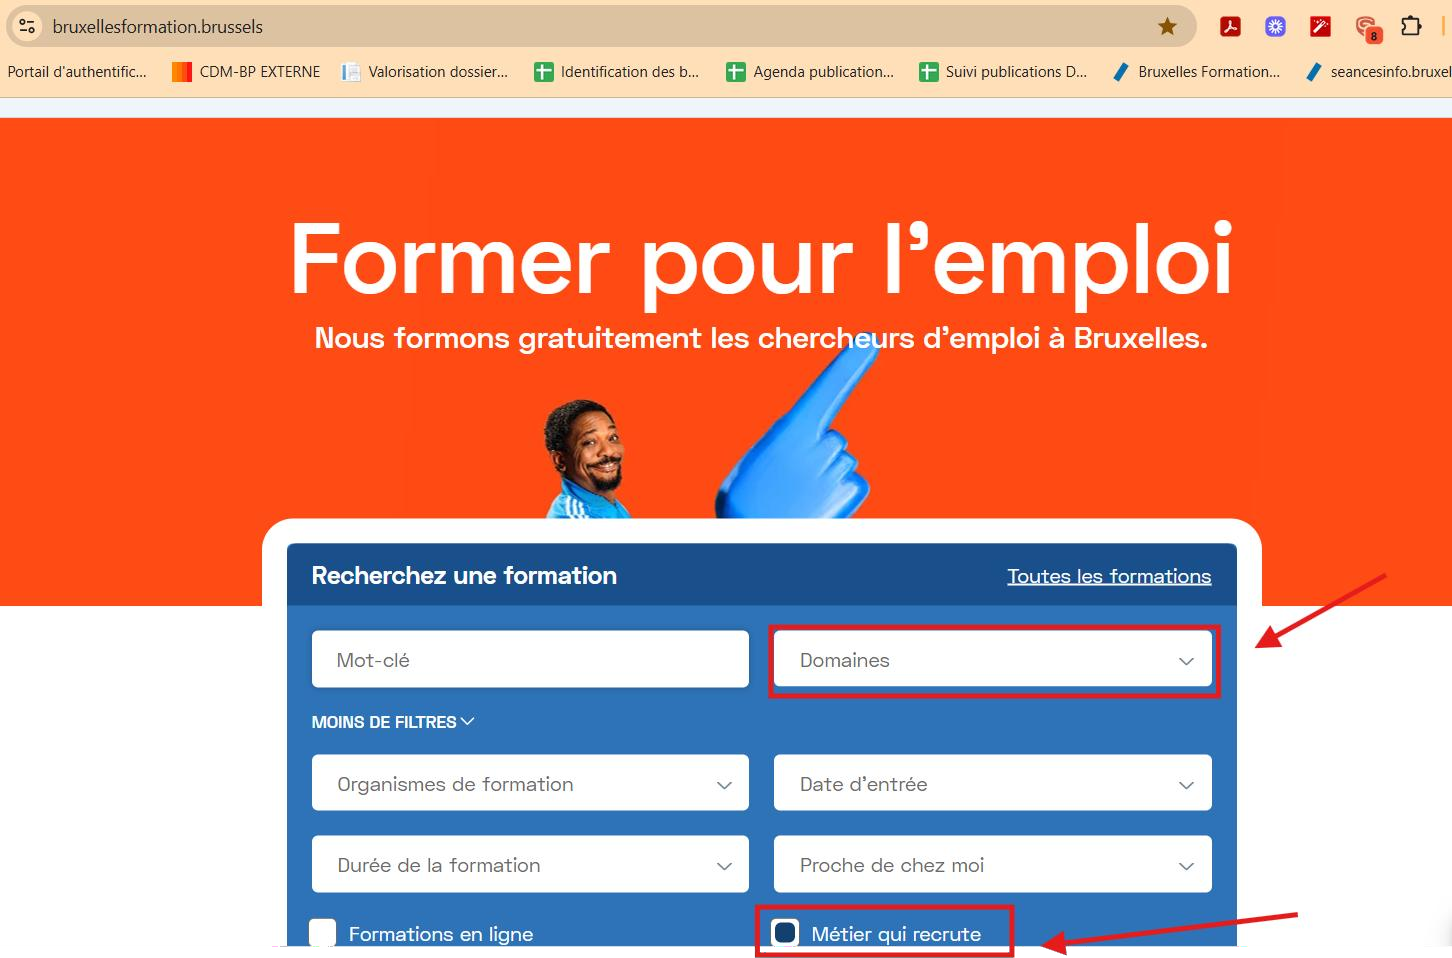 bruxellesformation.brussels
8
Portail d'authentific... CDM-BP EXTERNE Valorisation dossier... Identification des b... Agenda publication... Suivi publications D... Bruxelles Formation... seancesinfo.bruxel
Former pour l'emploi
Nous formons gratuitement les chercheurs d'emploi à Bruxelles.
Recherchez une formation Toutes les formations
Mot-clé Domaines
MOINS DE FILTRES
Organismes de formation Date d'entrée
Durée de la formation Proche de chez moi
Formations en ligne Métier qui recrute